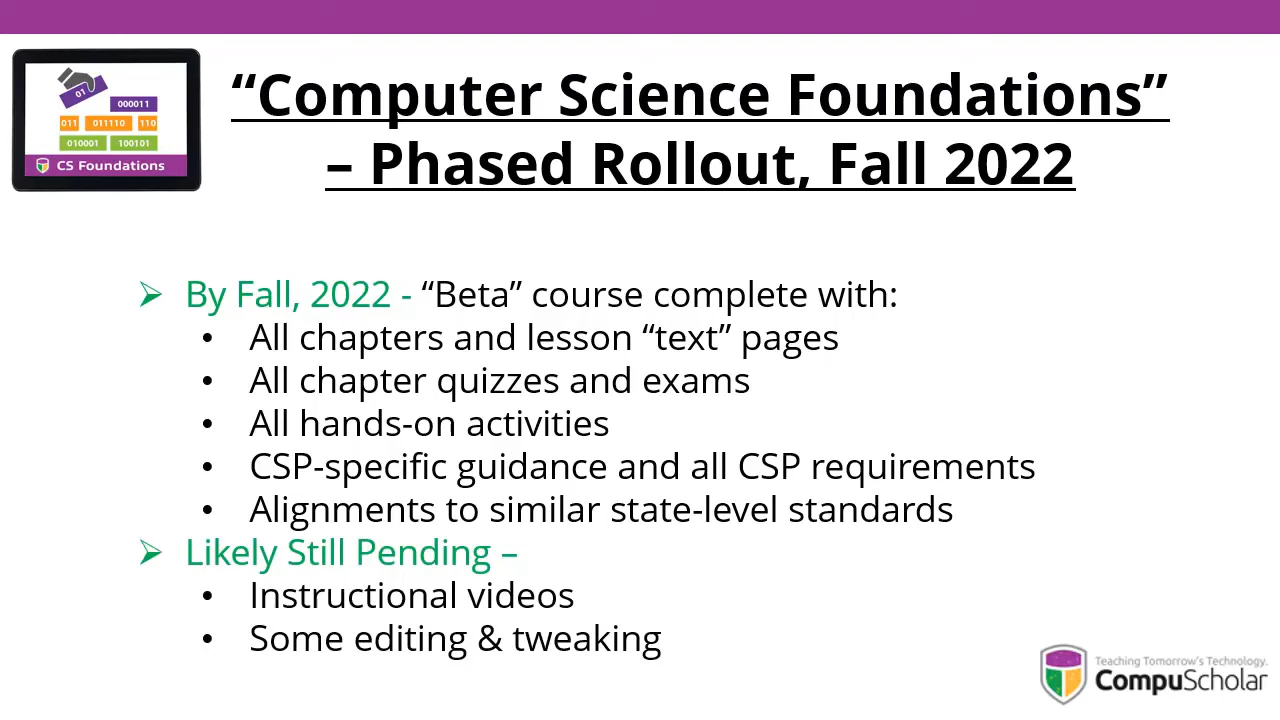 “Computer Science Foundations”
– Phased Rollout, Fall 2022
01
000011
011 011110 110
010001 100101
CS Foundations
➢ By Fall, 2022 - “Beta” course complete with:
• All chapters and lesson “text” pages
• All chapter quizzes and exams
• All hands-on activities
• CSP-specific guidance and all CSP requirements
• Alignments to similar state-level standards
➢ Likely Still Pending –
• Instructional videos
• Some editing & tweaking
Teaching Tomorrow's Technology.
CompuScholar